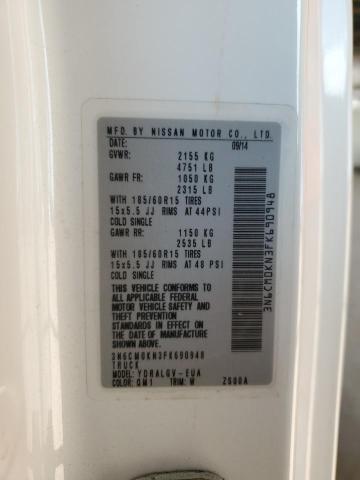 MFD. BY NISSAN MOTOR CO., LTD.
DATE: 09/14
GVWR: 2155 KG
4751 LB
GAWR FR: 1050 KG
2315 LB
WITH 185/60R15 TIRES
15x5.5 JJ RIMS AT 44PSI
COLD SINGLE
GAWR RR: 1150 KG
2535 LB
WITH 185/60R15 TIRES
15x5.5 JJ RIMS AT 48 PSI
COLD SINGLE
THIS VEHICLE CONFORMS
TO ALL APPLICABLE FEDERAL
MOTOR VEHICLE SAFETY AND
THEFT PREVENTION
STANDARDS IN EFFECT ON
THE DATE OF MANUFACTURE
SHOWN ABOVE.
3N6CM0KN3FK690948
TRUCK
MODEL: YDRALGV-EUA
COLOR: QM1 TRIM: W Z500A
3N6CM0KN3FK690948